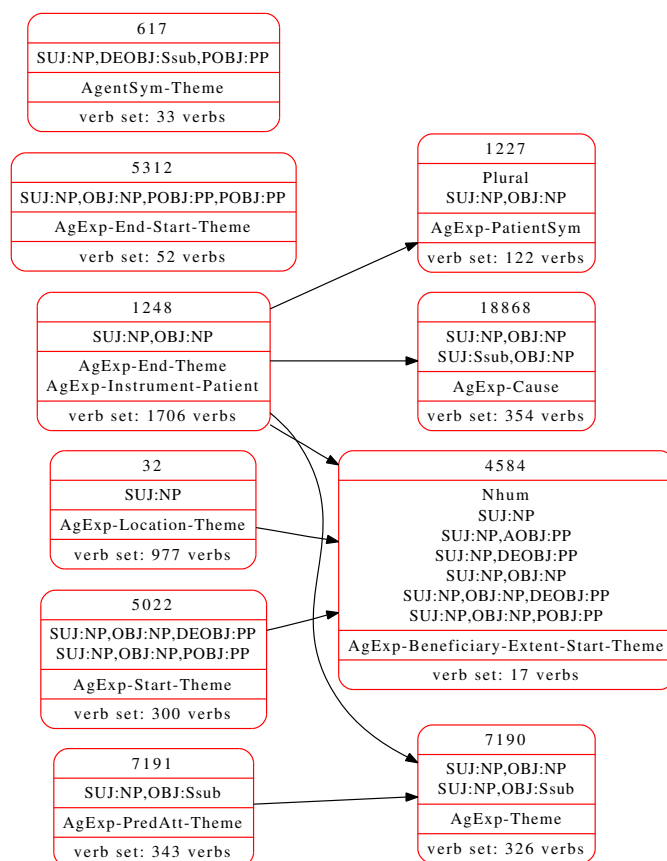 617
SUJ:NP,DEOBJ:Ssub,POBJ:PP
AgentSym-Theme
verb set: 33 verbs
5312
SUJ:NP,OBJ:NP,POBJ:PP,POBJ:PP
AgExp-End-Start-Theme
verb set: 52 verbs
1248
SUJ:NP,OBJ:NP
AgExp-End-Theme
AgExp-Instrument-Patient
verb set: 1706 verbs
32
SUJ:NP
AgExp-Location-Theme
verb set: 977 verbs
5022
SUJ:NP,OBJ:NP,DEOBJ:PP
SUJ:NP,OBJ:NP,POBJ:PP
AgExp-Start-Theme
verb set: 300 verbs
7191
SUJ:NP,OBJ:Ssub
AgExp-PredAtt-Theme
verb set: 343 verbs
1227
Plural
SUJ:NP,OBJ:NP
AgExp-PatientSym
verb set: 122 verbs
18868
SUJ:NP,OBJ:NP
SUJ:Ssub,OBJ:NP
AgExp-Cause
verb set: 354 verbs
4584
Nhum
SUJ:NP
SUJ:NP,AOBJ:PP
SUJ:NP,DEOBJ:PP
SUJ:NP,OBJ:NP
SUJ:NP,OBJ:NP,DEOBJ:PP
SUJ:NP,OBJ:NP,POBJ:PP
AgExp-Beneficiary-Extent-Start-Theme
verb set: 17 verbs
7190
SUJ:NP,OBJ:NP
SUJ:NP,OBJ:Ssub
AgExp-Theme
verb set: 326 verbs